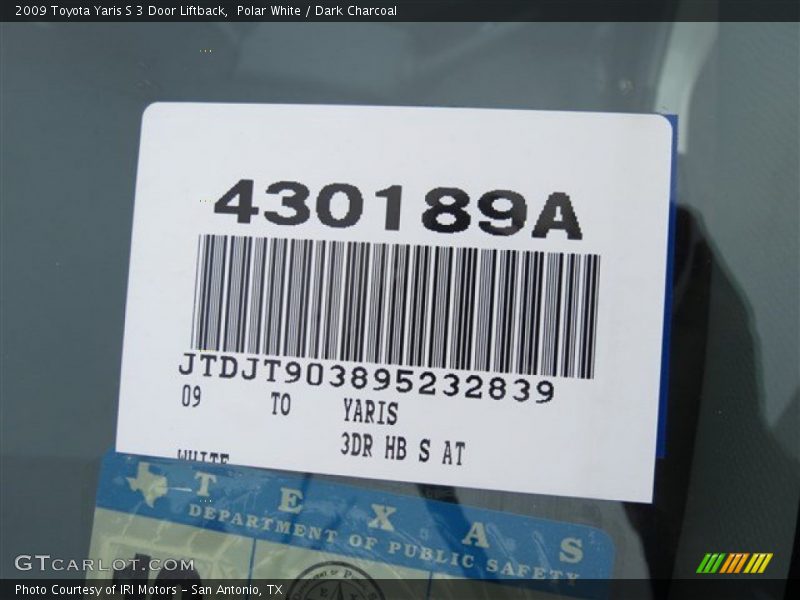 2009 Toyota Yaris S 3 Door Liftback,  Polar White / Dark Charcoal
430189A
JTDJT903895232839
09 TO YARIS
3DR HB S AT
WHITE
TEXAS
DEPARTMENT OF PUBLIC SAFETY
GTCARLOT.COM
Photo Courtesy of IRI Motors - San Antonio, TX